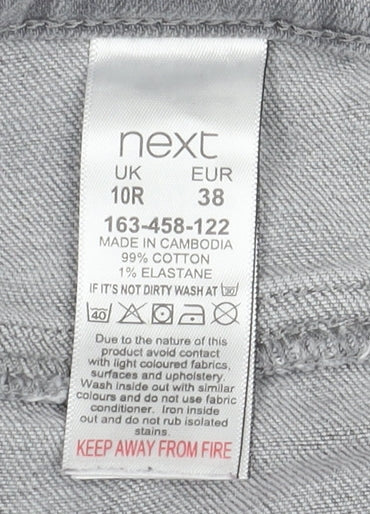 next
UK EUR
10R 38
163-458-122
MADE IN CAMBODIA
99% COTTON
1% ELASTANE
IF IT'S NOT DIRTY WASH AT 30°
40
Due to the nature of this
product avoid contact
with light coloured fabrics,
surfaces and upholstery.
Wash inside out with similar
colours and do not use fabric
conditioner. Iron inside
out and do not rub isolated
stains.
KEEP AWAY FROM FIRE